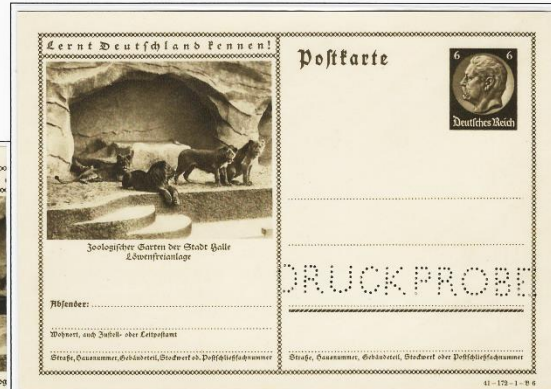 Lernt Deutschland kennen!
Zoologischer Garten der Stadt Halle
Löwenfreianlage
Absender:
Wohnort, auch Zustell- oder Leitpostamt
Straße, Hausnummer, Gebäudeteil, Stockwerk od. Postschließfachnummer
Postkarte
6 6
Deutsches Reich
DRUCKPROBE
Straße, Hausnummer, Gebäudeteil, Stockwerk oder Postschließfachnummer
41-172-1-B 6